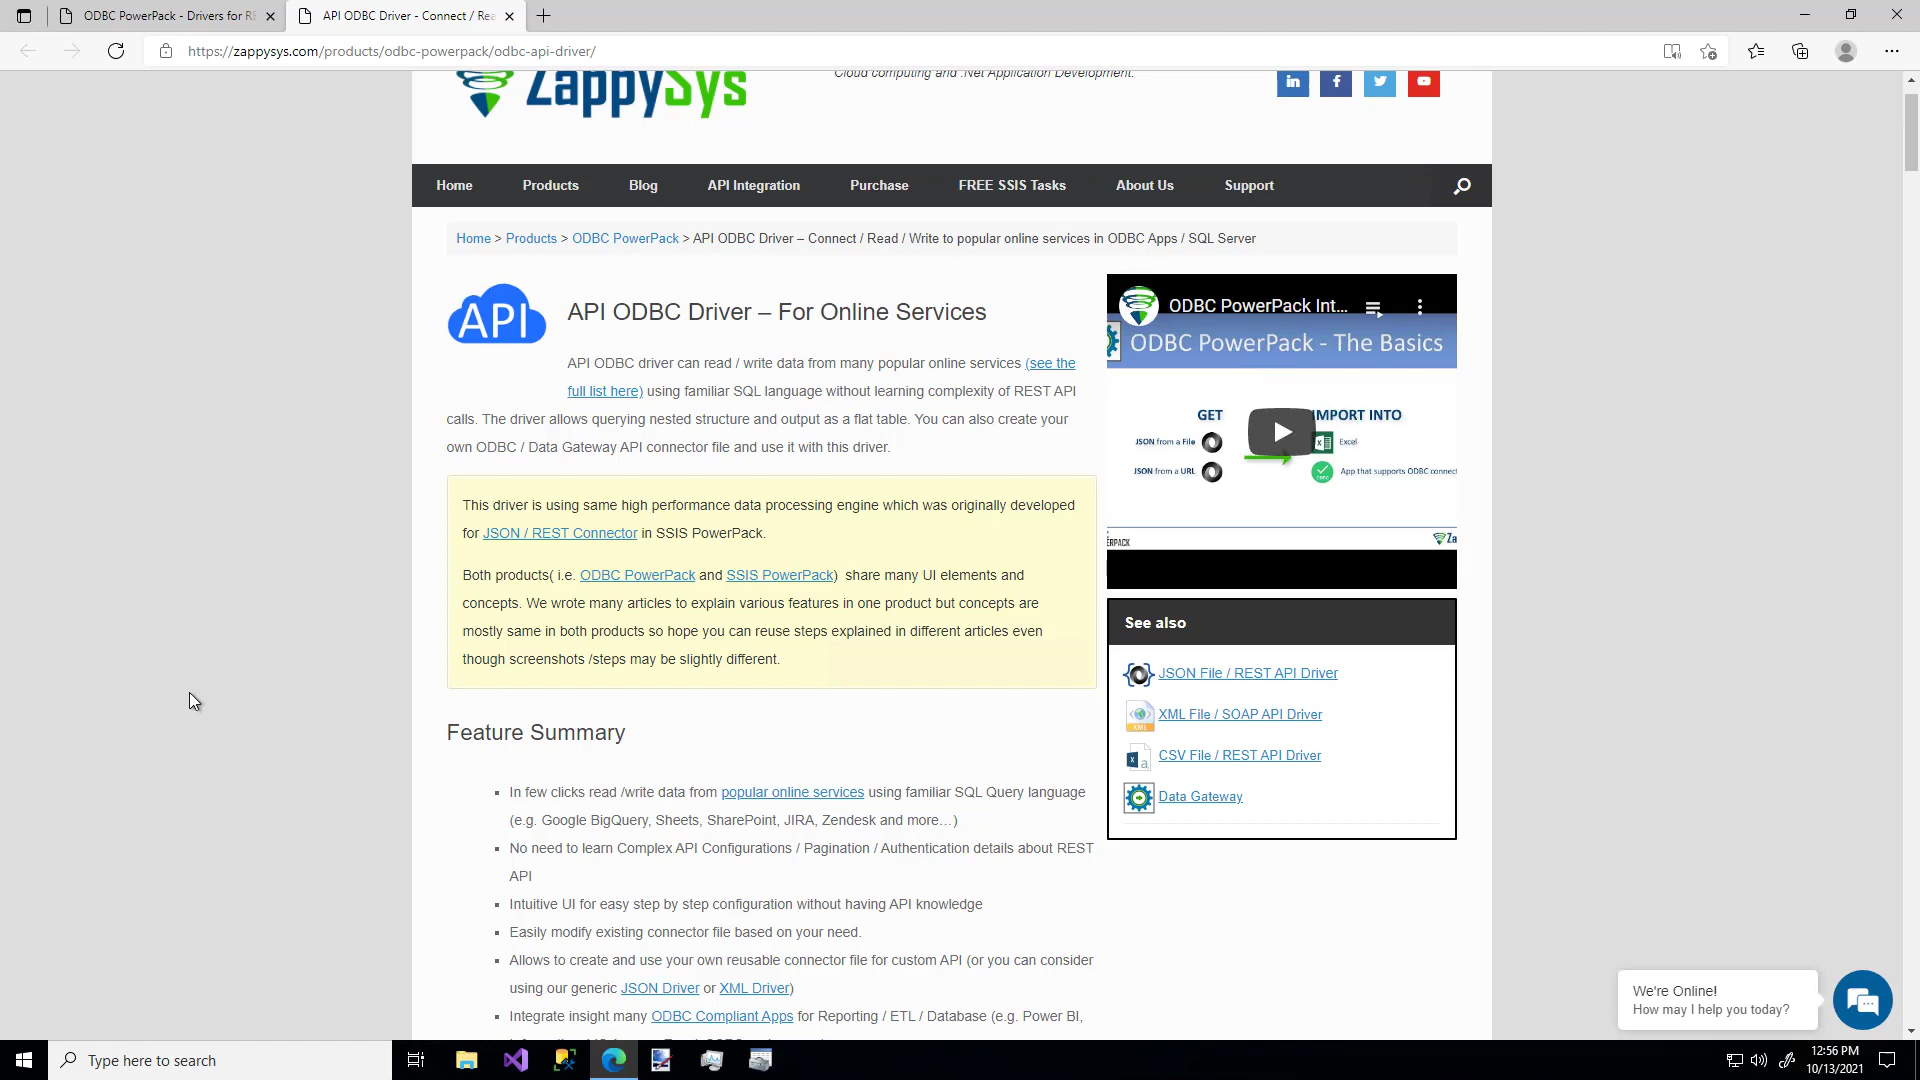 ODBC PowerPack - Drivers for RE
API ODBC Driver - Connect / Rea
https://zappysys.com/products/odbc-powerpack/odbc-api-driver/
ZappySys
Cloud computing and .Net Application Development.
Home Products Blog API Integration Purchase FREE SSIS Tasks About Us Support
Home > Products > ODBC PowerPack > API ODBC Driver – Connect / Read / Write to popular online services in ODBC Apps / SQL Server
API
API ODBC Driver – For Online Services
API ODBC driver can read / write data from many popular online services (see the
full list here) using familiar SQL language without learning complexity of REST API
calls. The driver allows querying nested structure and output as a flat table. You can also create your
own ODBC / Data Gateway API connector file and use it with this driver.
This driver is using same high performance data processing engine which was originally developed
for JSON / REST Connector in SSIS PowerPack.
Both products( i.e. ODBC PowerPack and SSIS PowerPack)  share many UI elements and
concepts. We wrote many articles to explain various features in one product but concepts are
mostly same in both products so hope you can reuse steps explained in different articles even
though screenshots /steps may be slightly different.
Feature Summary
▪ In few clicks read /write data from popular online services using familiar SQL Query language
(e.g. Google BigQuery, Sheets, SharePoint, JIRA, Zendesk and more…)
▪ No need to learn Complex API Configurations / Pagination / Authentication details about REST
API
▪ Intuitive UI for easy step by step configuration without having API knowledge
▪ Easily modify existing connector file based on your need.
▪ Allows to create and use your own reusable connector file for custom API (or you can consider
using our generic JSON Driver or XML Driver)
▪ Integrate insight many ODBC Compliant Apps for Reporting / ETL / Database (e.g. Power BI,
ODBC PowerPack Int...
ODBC PowerPack - The Basics
GET IMPORT INTO
JSON from a File Excel
JSON from a URL App that supports ODBC connect
ERPACK Za
See also
JSON File / REST API Driver
XML File / SOAP API Driver
CSV File / REST API Driver
Data Gateway
We're Online!
How may I help you today?
Type here to search
12:56 PM
10/13/2021